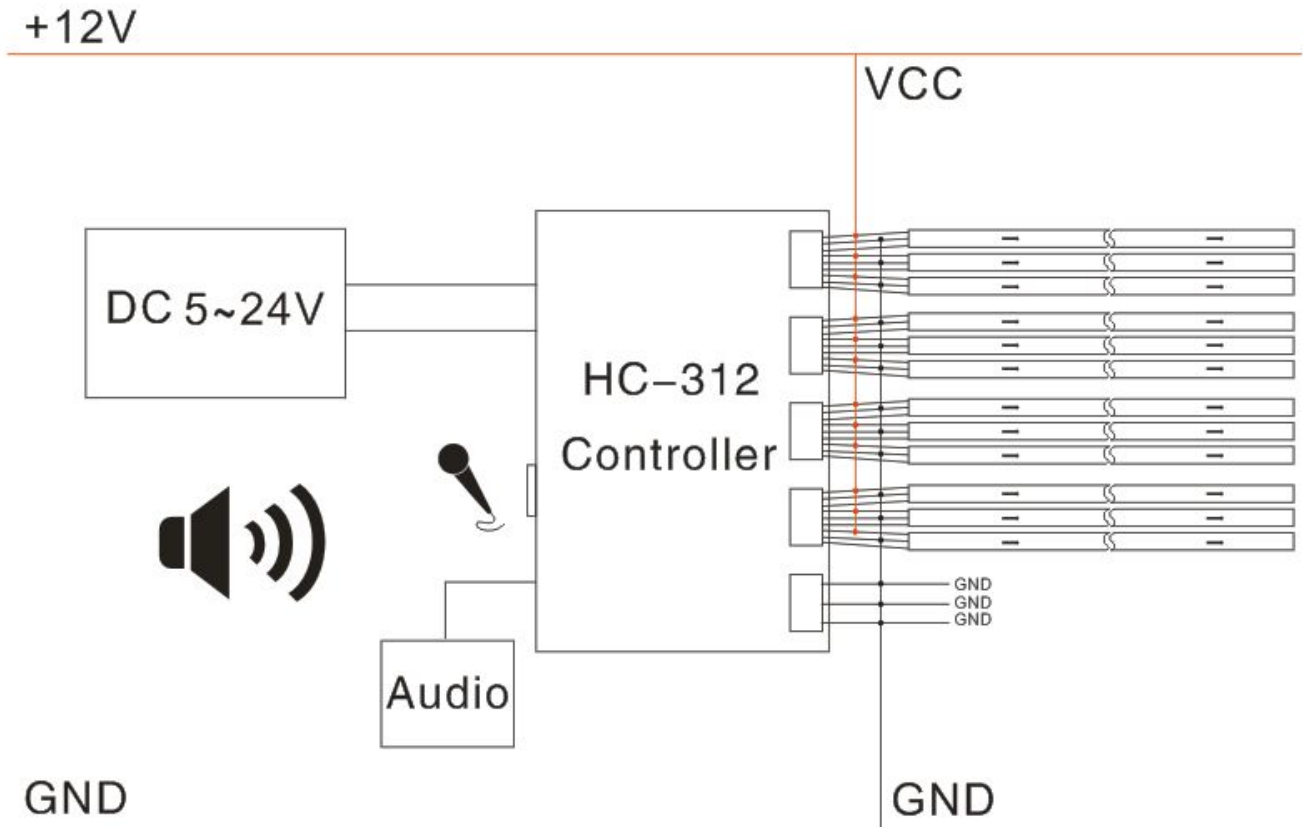 +12V
VCC
DC 5~24V
HC-312
Controller
GND
GND
GND
Audio
GND
GND